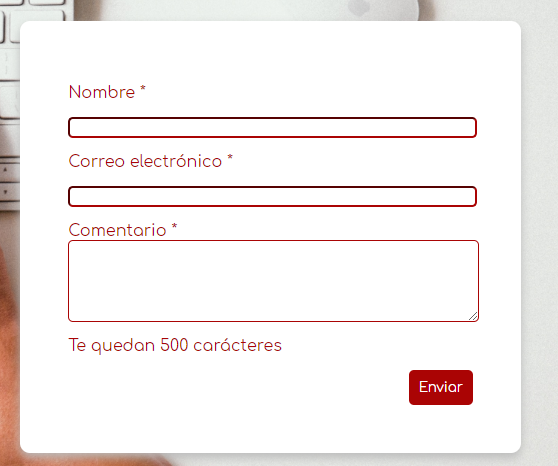 Nombre *
Correo electrónico *
Comentario *
Te quedan 500 carácteres
Enviar